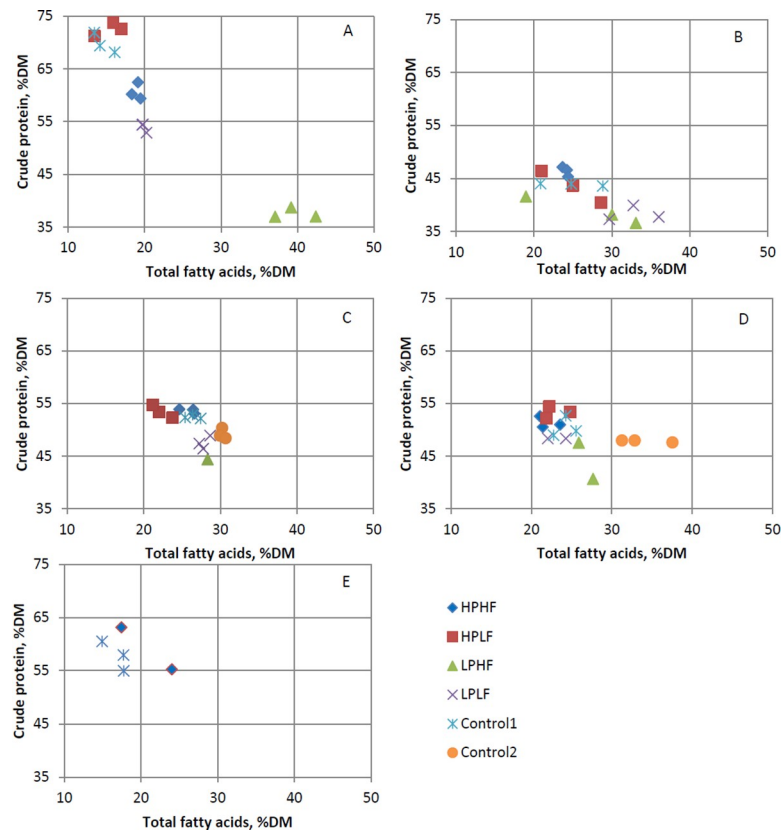 A
Crude protein, %DM
75
65
55
45
35
10 20 30 40 50
Total fatty acids, %DM
B
Crude protein, %DM
75
65
55
45
35
10 20 30 40 50
Total fatty acids, %DM
C
Crude protein, %DM
75
65
55
45
35
10 20 30 40 50
Total fatty acids, %DM
D
Crude protein, %DM
75
65
55
45
35
10 20 30 40 50
Total fatty acids, %DM
E
Crude protein, %DM
75
65
55
45
35
10 20 30 40 50
Total fatty acids, %DM
HPHF
HPLF
LPHF
LPLF
Control1
Control2